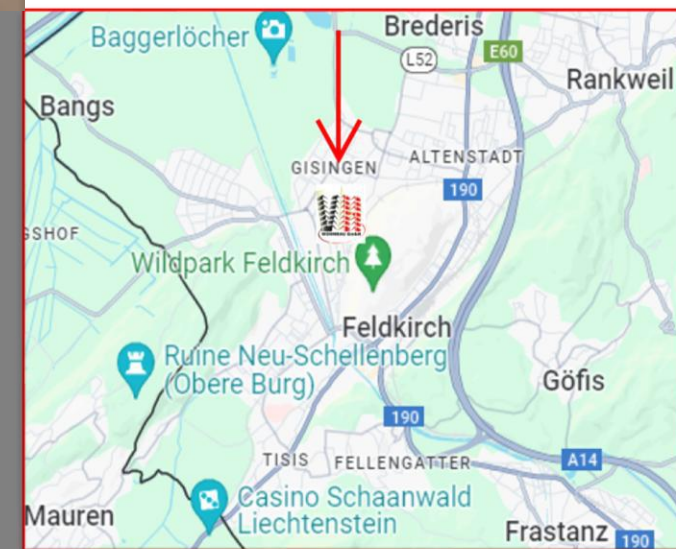 Brederis
Baggerlöcher
L52
E60
Rankweil
Bangs
GISINGEN
ALTENSTADT
190
GSHOF
Wildpark Feldkirch
Feldkirch
Ruine Neu-Schellenberg
(Obere Burg)
Göfis
190
TISIS
FELLENGATTER
A14
Casino Schaanwald
Liechtenstein
Mauren
Frastanz
190